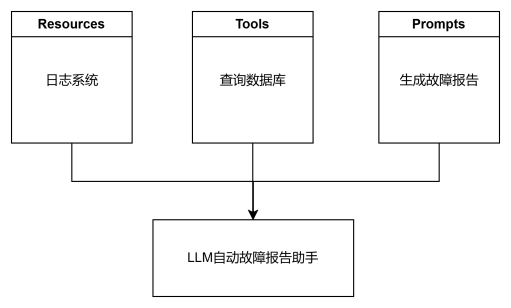 Resources
Tools
Prompts
日志系统
查询数据库
生成故障报告
LLM自动故障报告助手